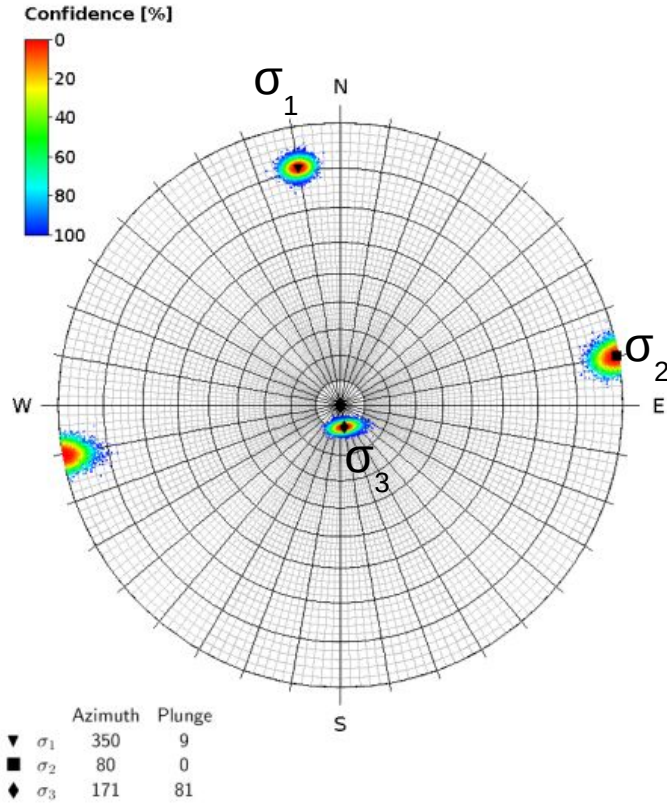 Confidence [%]
0
20
40
60
80
100
σ1
N
σ2
W
E
σ3
S
Azimuth Plunge
σ1 350 9
σ2 80 0
σ3 171 81